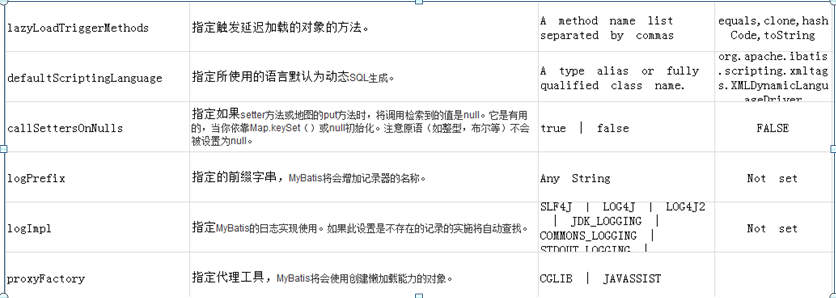 lazyLoadTriggerMethods
指定触发延迟加载的对象的方法。
A method name list
separated by commas
equals,clone,hash
Code,toString
defaultScriptingLanguage
指定所使用的语言默认为动态SQL生成。
A type alias or fully
qualified class name.
org.apache.ibatis
.scripting.xmltag
s.XMLDynamicLangu
ageDriver
callSettersOnNulls
指定如果setter方法或地图的put方法时，将调用检索到的值是null。它是有用
的，当你依靠Map.keySet（）或null初始化。注意原语（如整型，布尔等）不会
被设置为null。
true | false
FALSE
logPrefix
指定的前缀字串，MyBatis将会增加记录器的名称。
Any String
Not set
logImpl
指定MyBatis的日志实现使用。如果此设置是不存在的记录的实施将自动查找。
SLF4J | LOG4J | LOG4J2
| JDK_LOGGING |
COMMONS_LOGGING |
STDOUT_LOGGING |
Not set
proxyFactory
指定代理工具，MyBatis将会使用创建懒加载能力的对象。
CGLIB | JAVASSIST